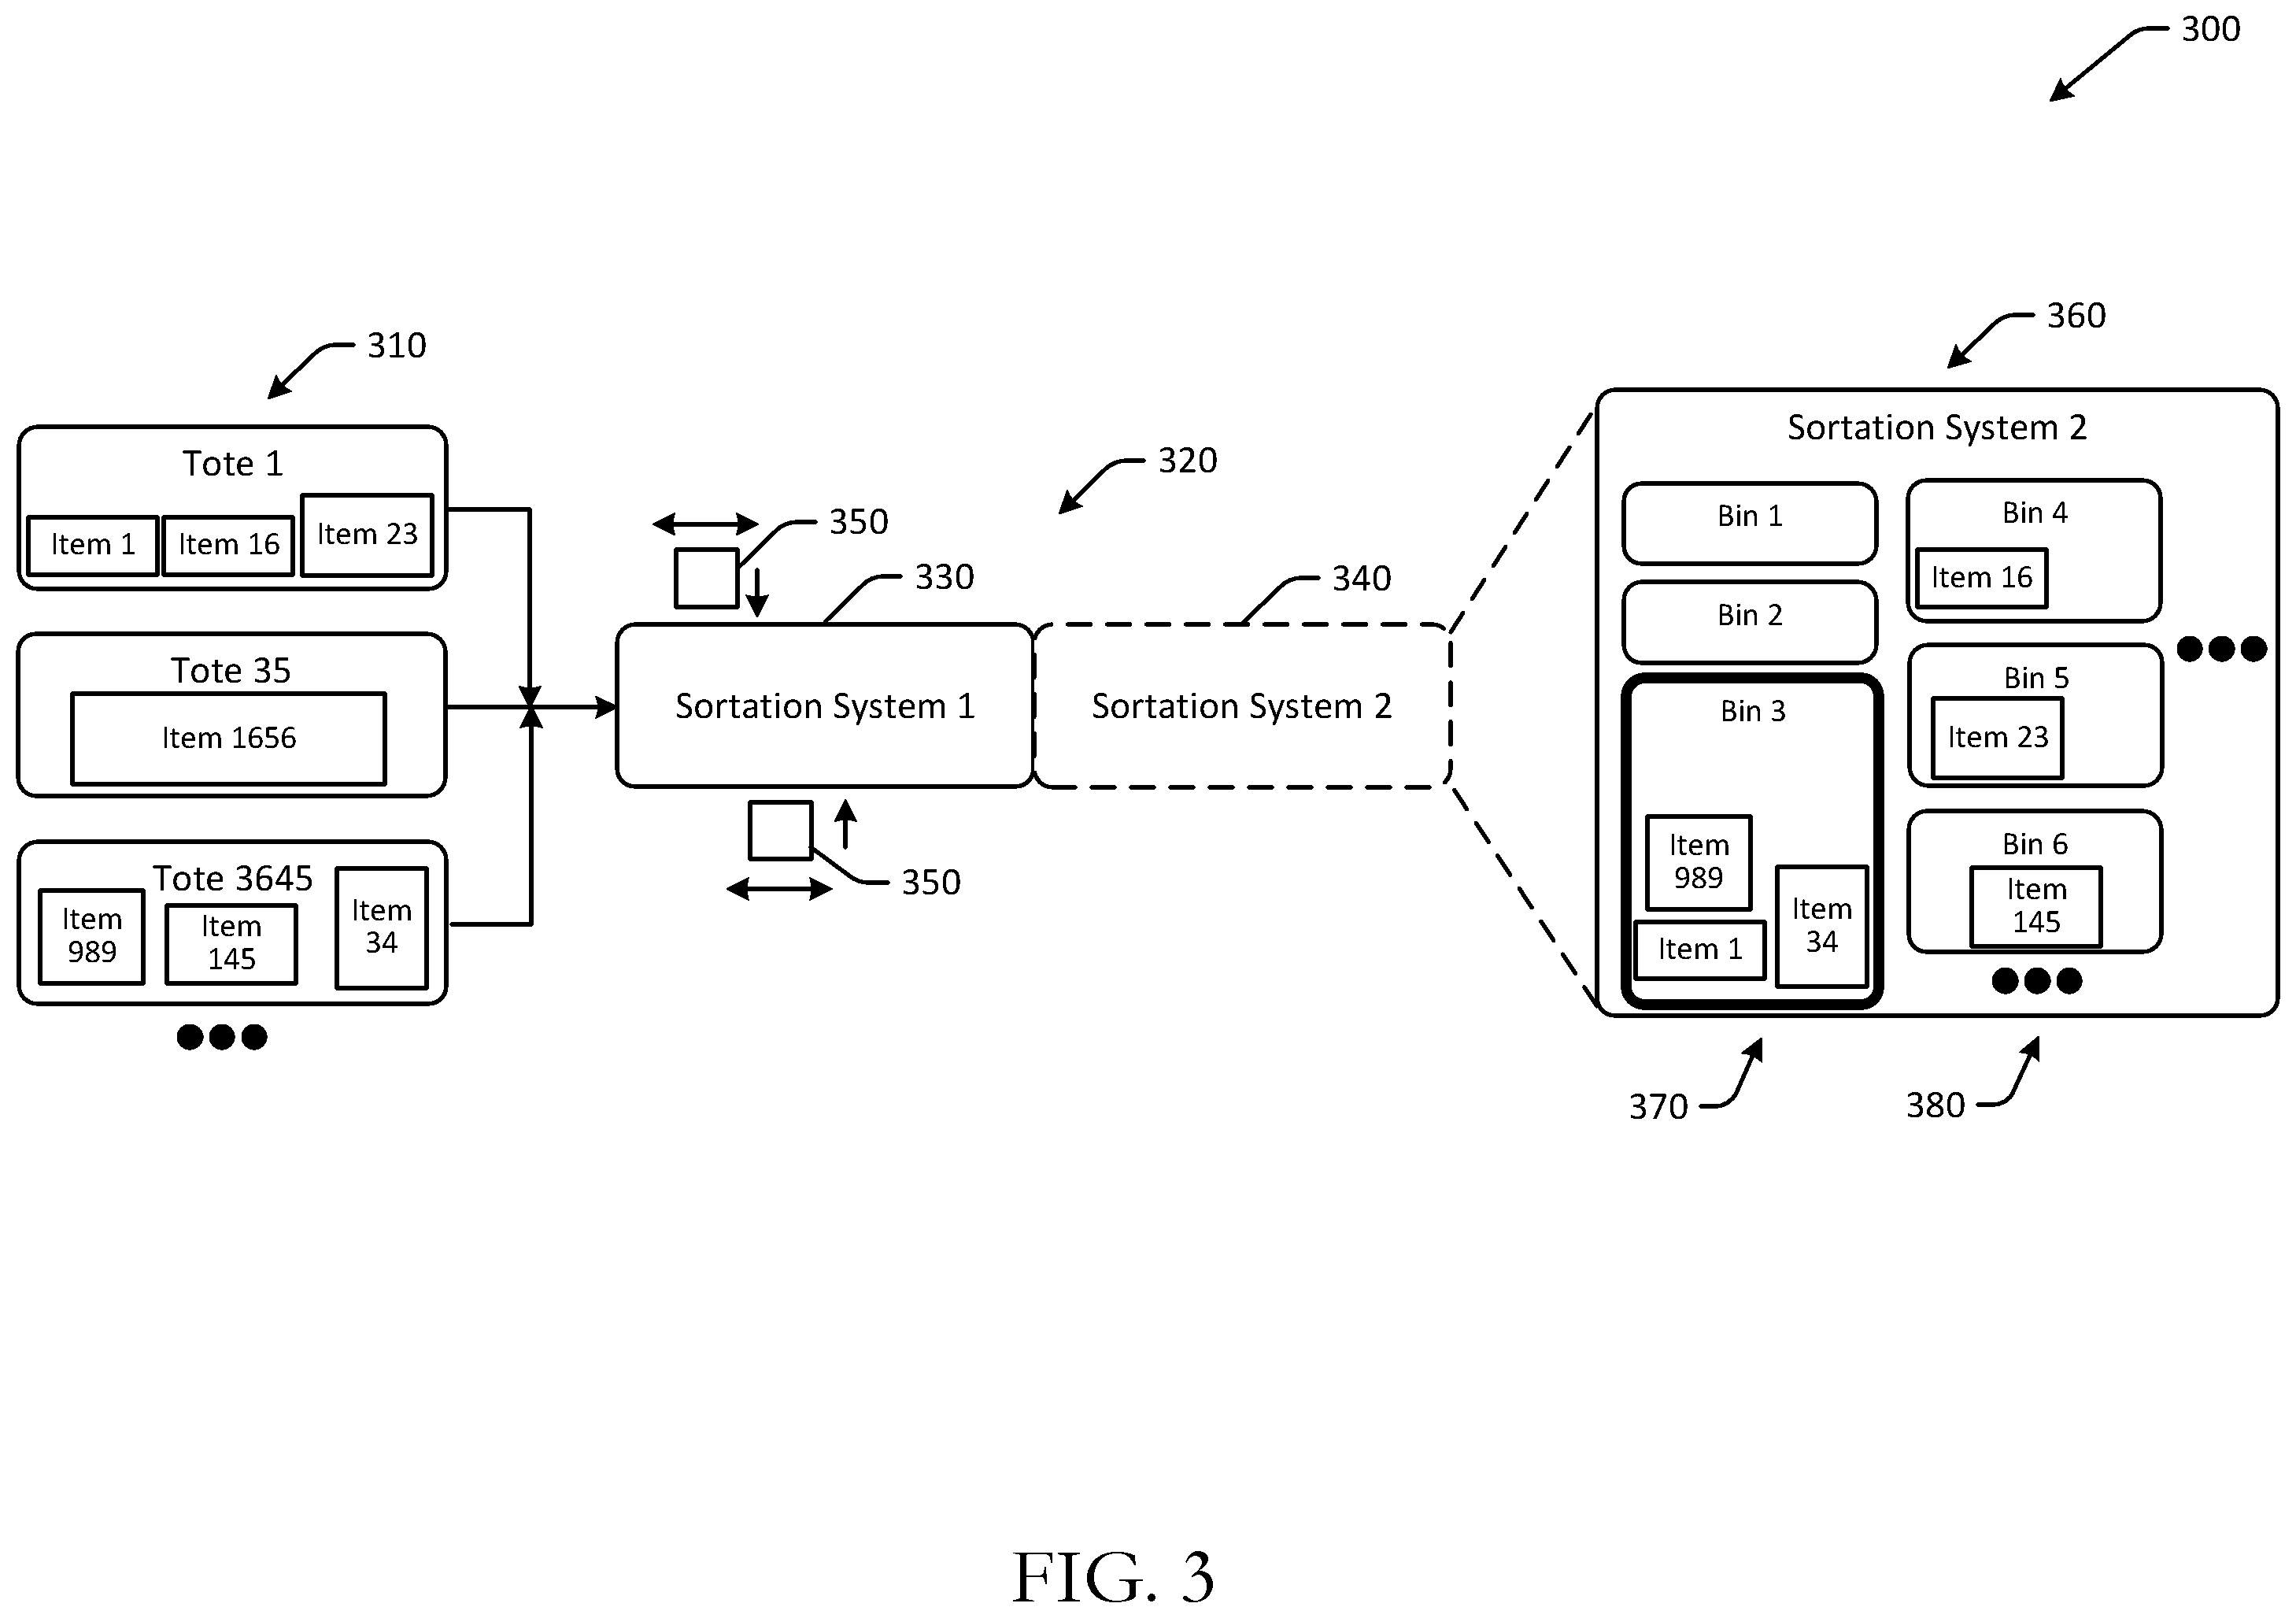 300
310
Tote 1
Item 1
Item 16
Item 23
Tote 35
Item 1656
Tote 3645
Item
989
Item
145
Item
34
320
350
330
340
Sortation System 1
Sortation System 2
350
360
Sortation System 2
Bin 1
Bin 2
Bin 3
Item
989
Item 1
Item
34
Bin 4
Item 16
Bin 5
Item 23
Bin 6
Item
145
370
380
FIG. 3